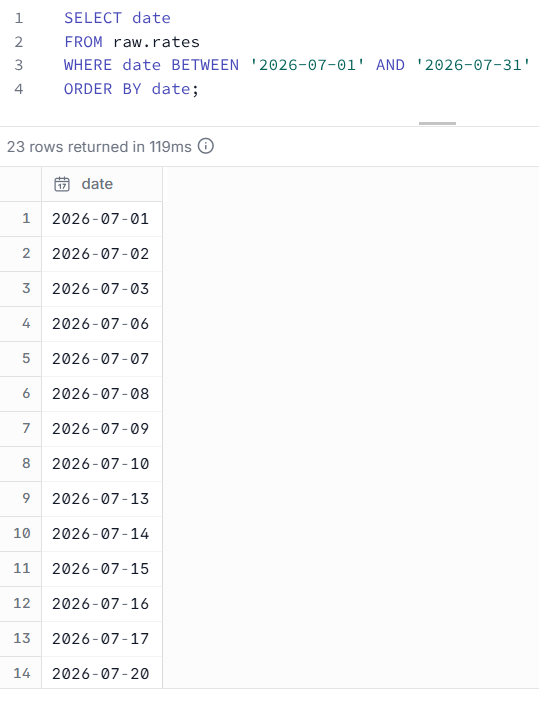 1 SELECT date
2 FROM raw.rates
3 WHERE date BETWEEN '2026-07-01' AND '2026-07-31'
4 ORDER BY date;
23 rows returned in 119ms
17 date
1 2026-07-01
2 2026-07-02
3 2026-07-03
4 2026-07-06
5 2026-07-07
6 2026-07-08
7 2026-07-09
8 2026-07-10
9 2026-07-13
10 2026-07-14
11 2026-07-15
12 2026-07-16
13 2026-07-17
14 2026-07-20